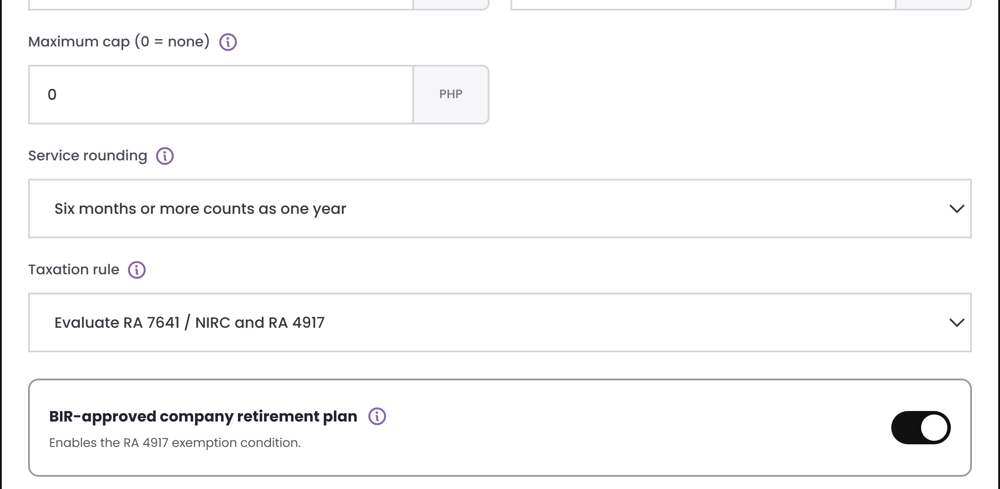 Maximum cap (0 = none)
0
PHP
Service rounding
Six months or more counts as one year
Taxation rule
Evaluate RA 7641 / NIRC and RA 4917
BIR-approved company retirement plan
Enables the RA 4917 exemption condition.